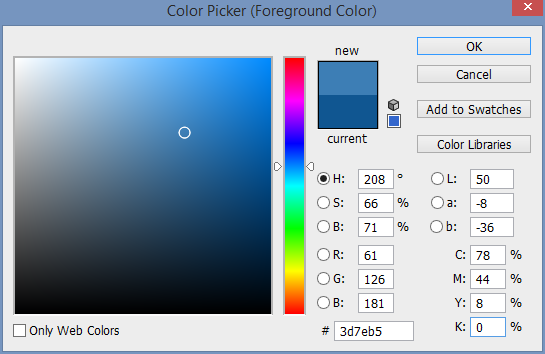 Color Picker (Foreground Color)
new
current
OK
Cancel
Add to Swatches
Color Libraries
H: 208 °
S: 66 %
B: 71 %
R: 61
G: 126
B: 181
L: 50
a: -8
b: -36
C: 78 %
M: 44 %
Y: 8 %
K: 0 %
# 3d7eb5
Only Web Colors